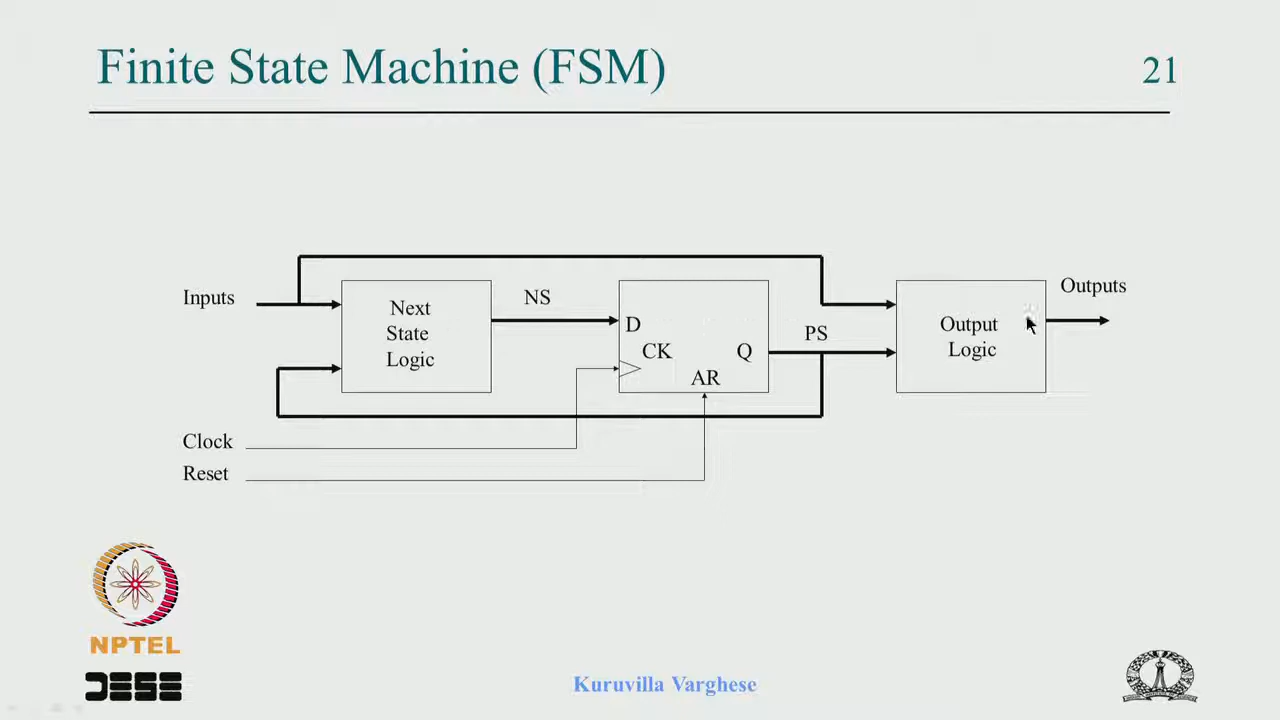 Finite State Machine (FSM)
21
Inputs
Next
State
Logic
NS
D
CK
Q
AR
PS
Output
Logic
Outputs
Clock
Reset
NPTEL
DESE
Kuruvilla Varghese